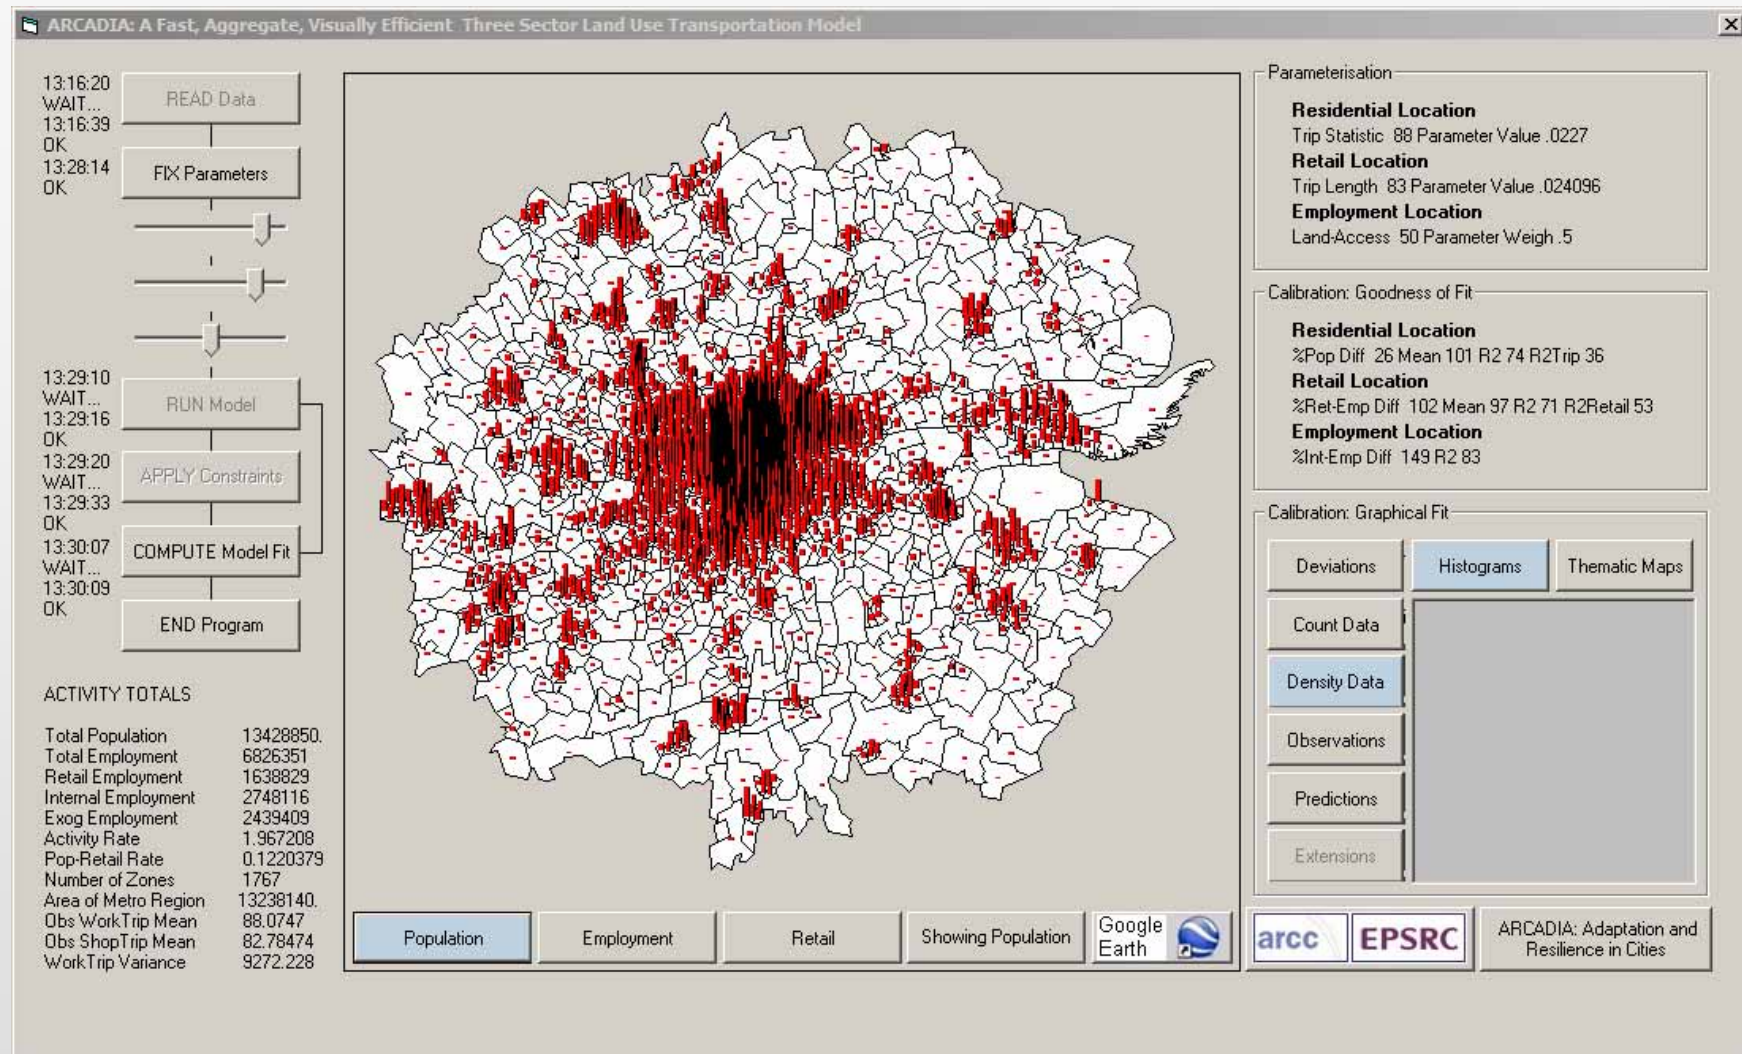 ARCADIA: A Fast, Aggregate, Visually Efficient Three Sector Land Use Transportation Model
13:16:20
WAIT...
13:16:39
OK
13:28:14
OK
READ Data
FIX Parameters
13:29:10
WAIT...
13:29:16
OK
13:29:20
WAIT...
13:29:33
OK
13:30:07
WAIT...
13:30:09
OK
RUN Model
APPLY Constraints
COMPUTE Model Fit
END Program
ACTIVITY TOTALS
Total Population 13428850.
Total Employment 6826351
Retail Employment 1638829
Internal Employment 2748116
Exog Employment 2439409
Activity Rate 1.967208
Pop-Retail Rate 0.1220379
Number of Zones 1767
Area of Metro Region 13238140.
Obs WorkTrip Mean 88.0747
Obs ShopTrip Mean 82.78474
WorkTrip Variance 9272.228
Population
Employment
Retail
Showing Population
Google
Earth
Parameterisation
Residential Location
Trip Statistic 88 Parameter Value .0227
Retail Location
Trip Length 83 Parameter Value .024096
Employment Location
Land-Access 50 Parameter Weigh .5
Calibration: Goodness of Fit
Residential Location
%Pop Diff 26 Mean 101 R2 74 R2Trip 36
Retail Location
%Ret-Emp Diff 102 Mean 97 R2 71 R2Retail 53
Employment Location
%Int-Emp Diff 149 R2 83
Calibration: Graphical Fit
Deviations
Histograms
Thematic Maps
Count Data
Density Data
Observations
Predictions
Extensions
arcc
EPSRC
ARCADIA: Adaptation and
Resilience in Cities